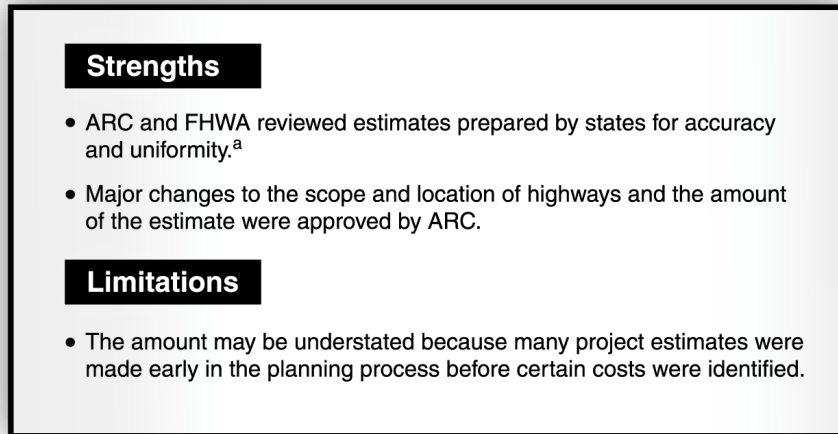 Strengths
• ARC and FHWA reviewed estimates prepared by states for accuracy
and uniformity.a
• Major changes to the scope and location of highways and the amount
of the estimate were approved by ARC.
Limitations
• The amount may be understated because many project estimates were
made early in the planning process before certain costs were identified.